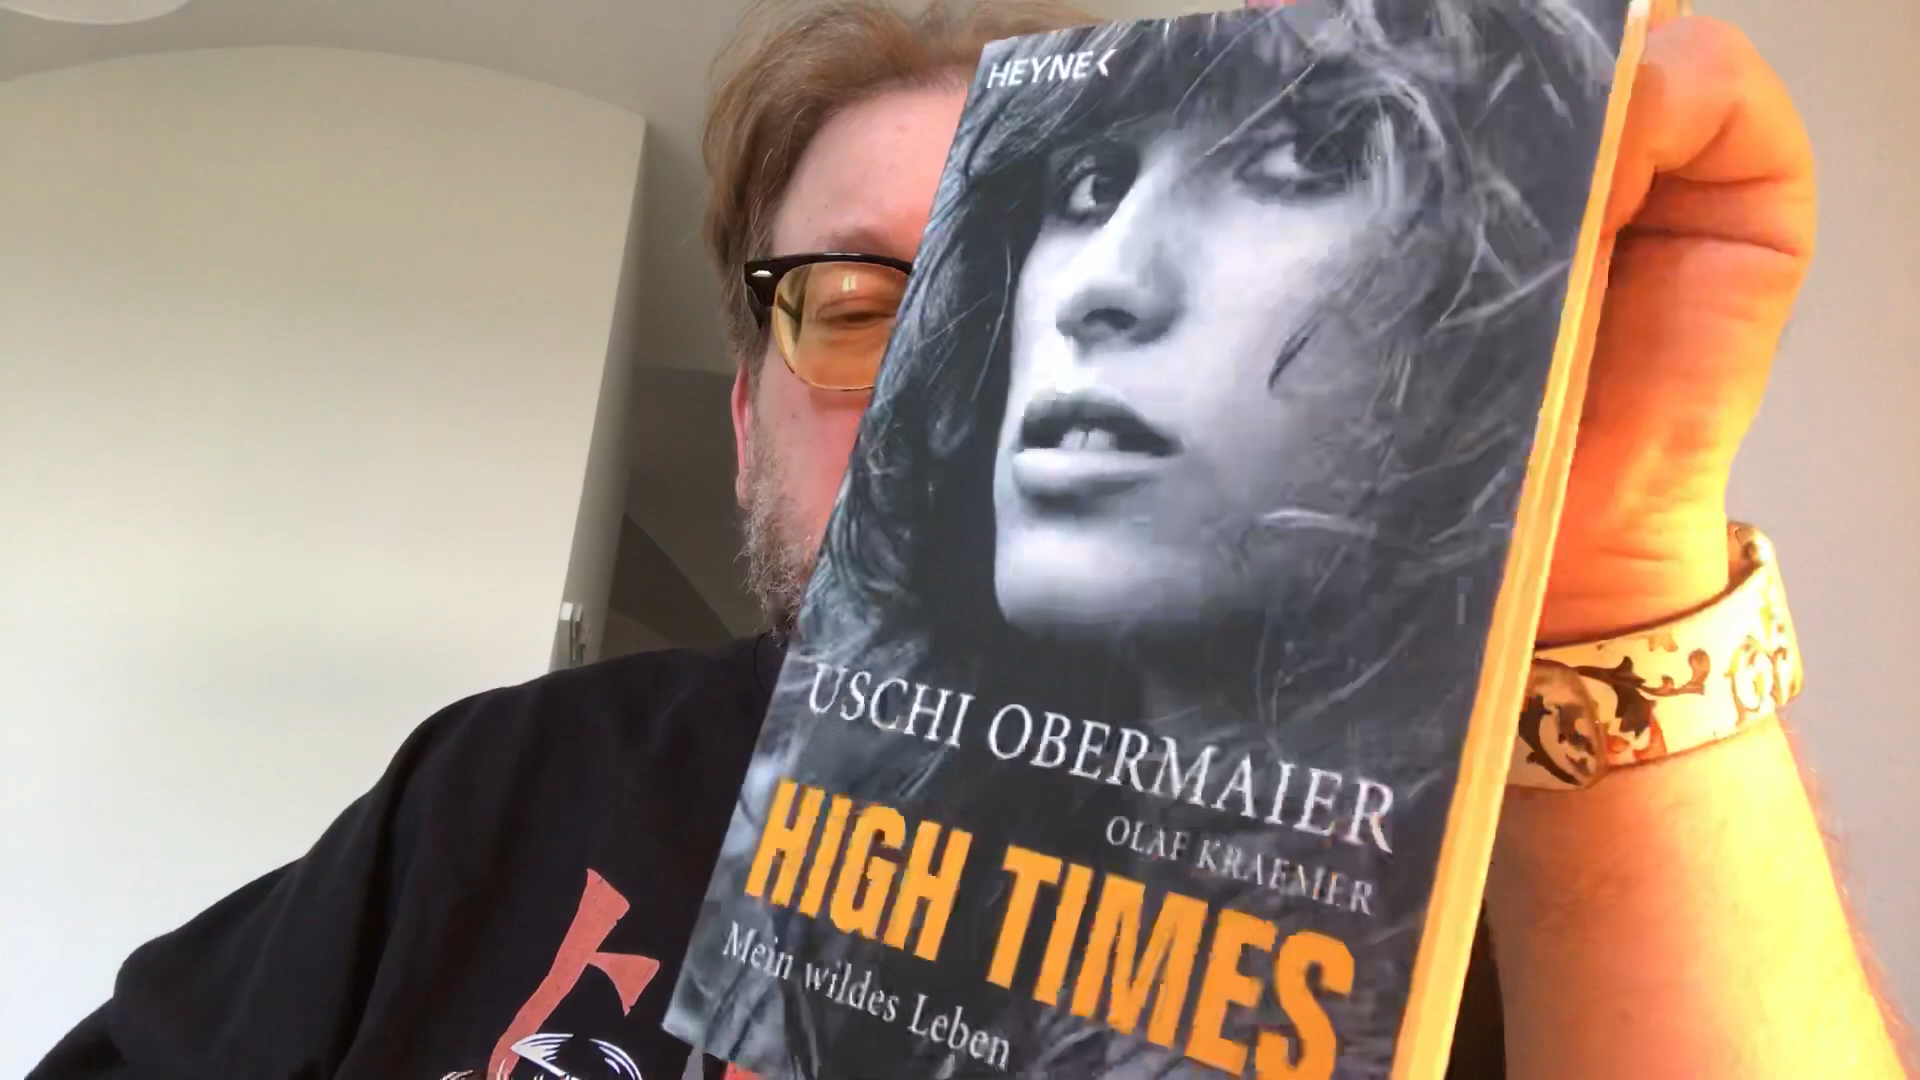 HEYNE<
USCHI OBERMAIER
OLAF KRAEMER
HIGH TIMES
Mein wildes Leben